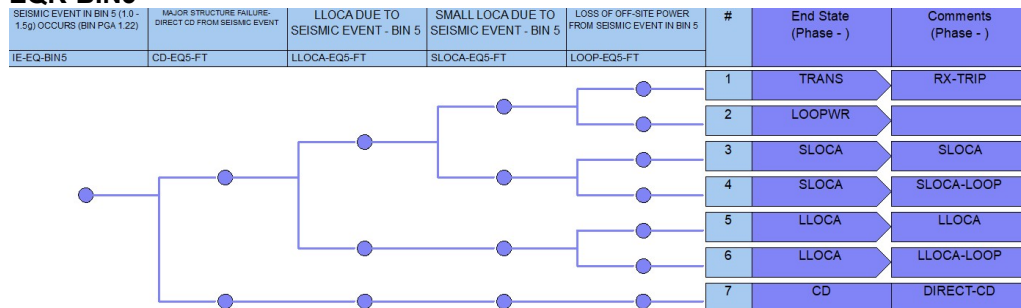 EQK-BIN5
SEISMIC EVENT IN BIN 5 (1.0 -
1.5g) OCCURS (BIN PGA 1.22)
MAJOR STRUCTURE FAILURE-
DIRECT CD FROM SEISMIC EVENT
LLOCA DUE TO
SEISMIC EVENT - BIN 5
SMALL LOCA DUE TO
SEISMIC EVENT - BIN 5
LOSS OF OFF-SITE POWER
FROM SEISMIC EVENT IN BIN 5
#
End State
(Phase - )
Comments
(Phase - )
IE-EQ-BIN5
CD-EQ5-FT
LLOCA-EQ5-FT
SLOCA-EQ5-FT
LOOP-EQ5-FT
1 TRANS RX-TRIP
2 LOOPWR
3 SLOCA SLOCA
4 SLOCA SLOCA-LOOP
5 LLOCA LLOCA
6 LLOCA LLOCA-LOOP
7 CD DIRECT-CD